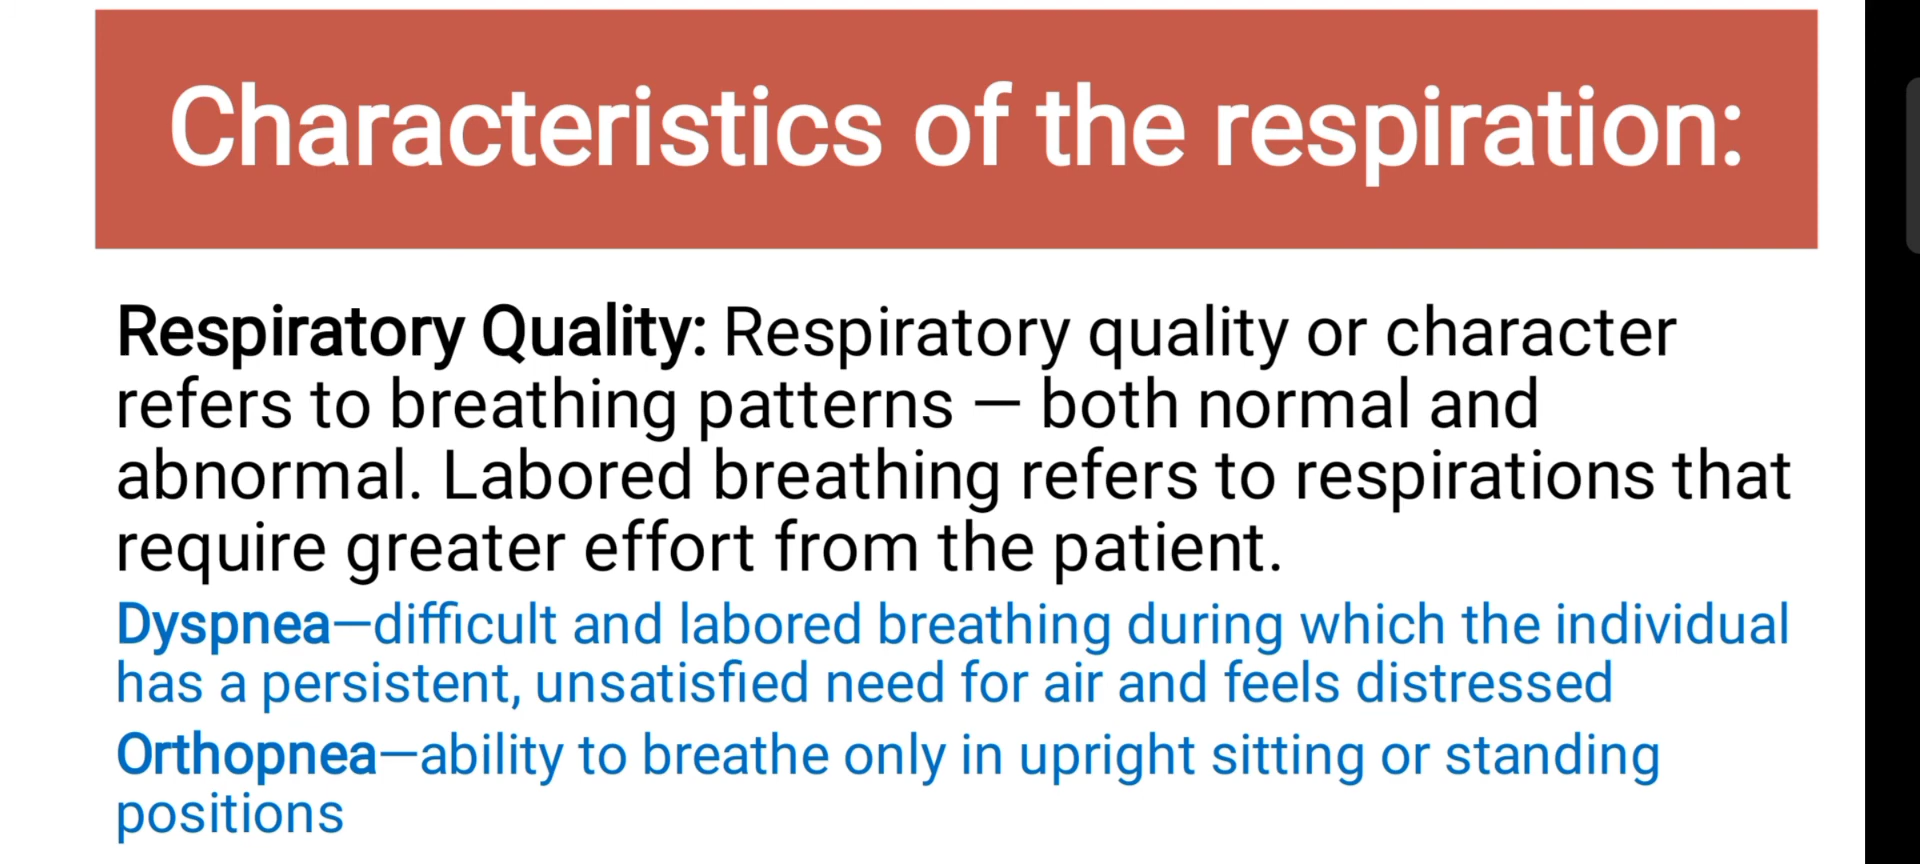 Characteristics of the respiration:
Respiratory Quality: Respiratory quality or character
refers to breathing patterns — both normal and
abnormal. Labored breathing refers to respirations that
require greater effort from the patient.
Dyspnea—difficult and labored breathing during which the individual
has a persistent, unsatisfied need for air and feels distressed
Orthopnea—ability to breathe only in upright sitting or standing
positions